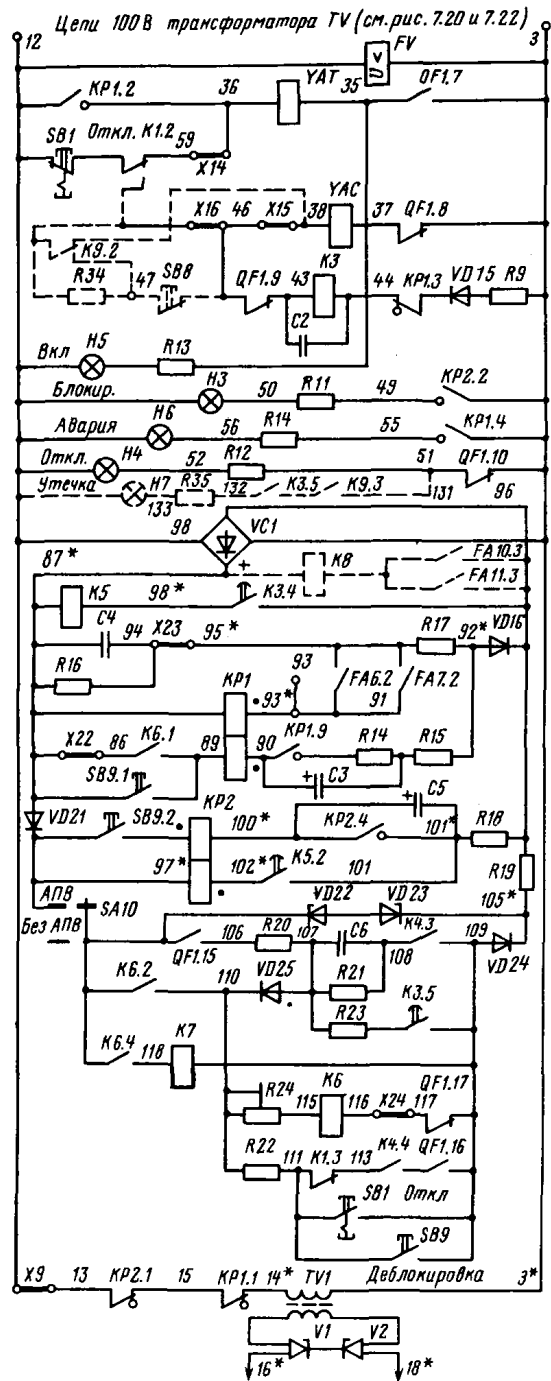 Цепи 100 В трансформатора TV (см. рис. 7.20 и 7.22)
12 3
FV
KP1.2 36 YAT 35 QF1.7
SB1 Откл. K1.2 59
X14
X16 46 X15 38 YAC 37 QF1.8
K9.2
R34 47 SB8 QF1.9 43 K3 44 KP1.3 VD15 R9
C2
Вкл H5 R13
Блокир. H3 50 R11 49 KP2.2
Авария H6 56 R14 55 KP1.4
Откл. H4 52 R12 51 QF1.10
Утечка H7 R35 132 K3.5 K9.3 131 96
133
98 VC1
87* + K8 FA10.3
FA11.3
K5 98* K3.4
C4 94 X23 95* R17 92* VD16
R16 93 FA6.2 FA7.2
KP1 93* 91
X22 86 K6.1 89 90 KP1.9 R14 R15
SB9.1 + C3
KP2 + C5
VD21 SB9.2 100* KP2.4 101* R18
97* 102* K5.2 101 R19
АПВ SA10 VD22 VD23 105*
Без АПВ
QF1.15 106 R20 107 C6 K4.3 109
108 VD24
K6.2 110 VD25 R21
R23 K3.5
K6.4 118 K7
R24 115 K6 116 X24 117 QF1.17
R22 111 K1.3 113 K4.4 QF1.16
SB1 Откл
SB9
Деблокировка
X9 13 KP2.1 15 KP1.1 14* TV1 3*
V1 V2
16* 18*